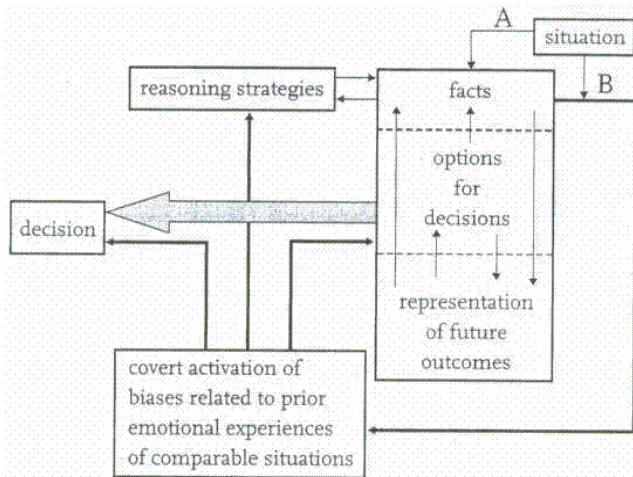 A
situation
B
reasoning strategies
facts
options
for
decisions
decision
representation
of future
outcomes
covert activation of
biases related to prior
emotional experiences
of comparable situations